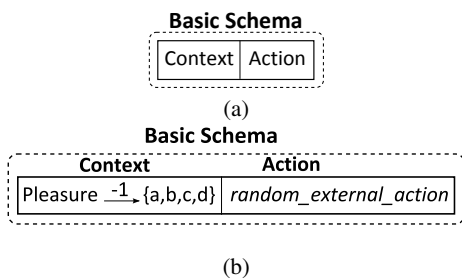 Basic Schema
Context Action
(a)
Basic Schema
Context Action
Pleasure -1 {a,b,c,d} random_external_action
(b)